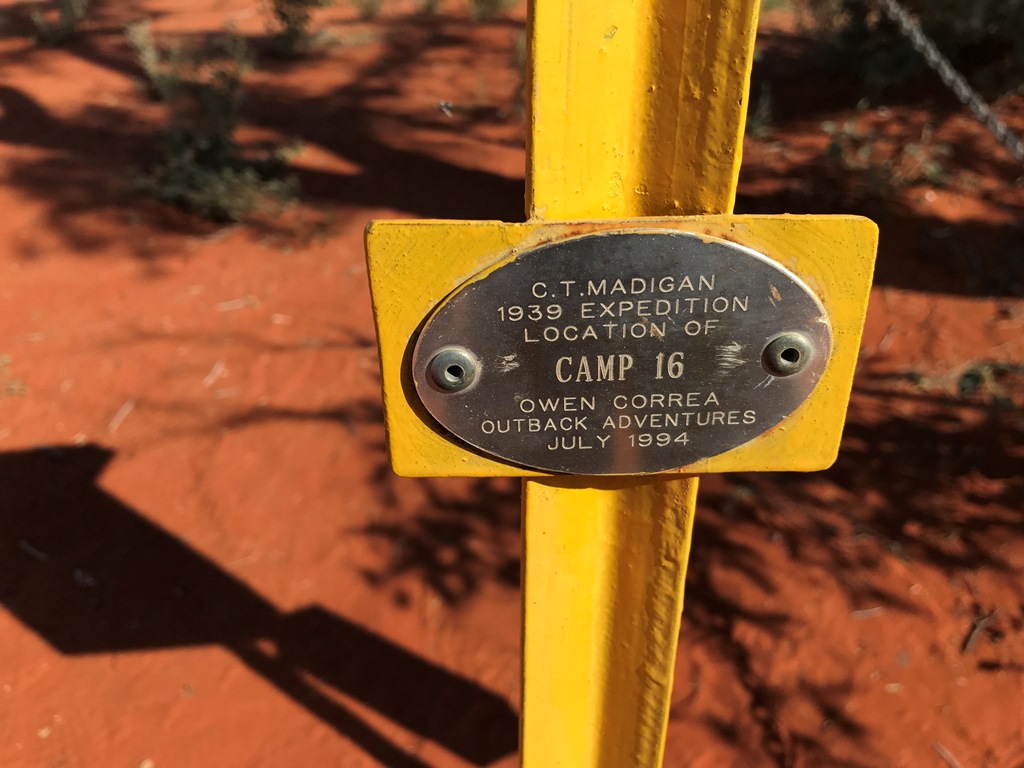 C.T.MADIGAN
1939 EXPEDITION
LOCATION OF
CAMP 16
OWEN CORREA
OUTBACK ADVENTURES
JULY 1994